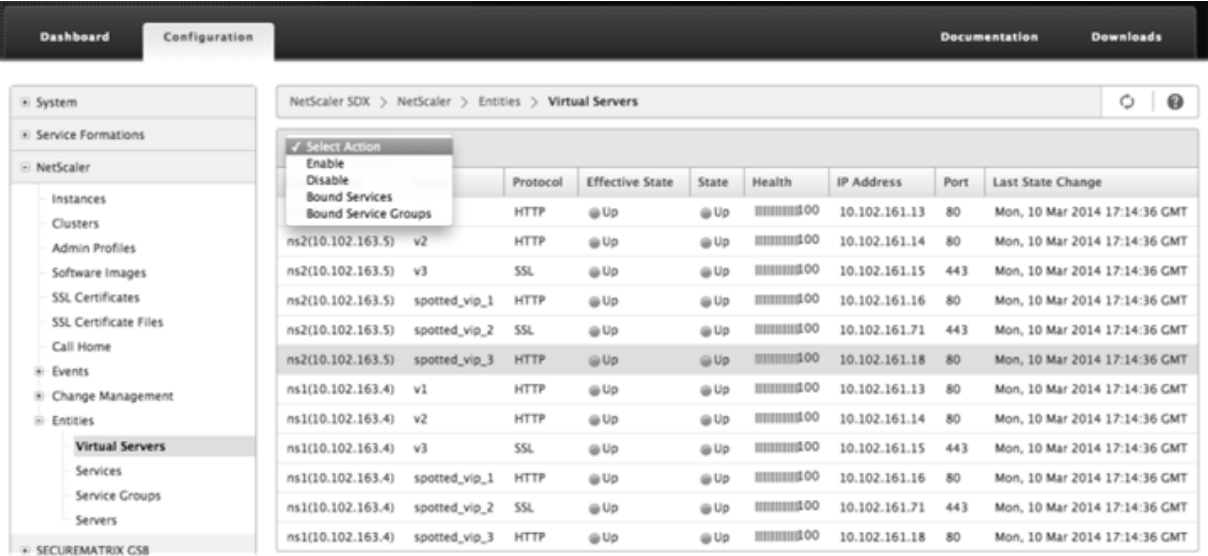 Dashboard Configuration Documentation Downloads
NetScaler SDX > NetScaler > Entities > Virtual Servers
System
Service Formations
NetScaler
Instances
Clusters
Admin Profiles
Software Images
SSL Certificates
SSL Certificate Files
Call Home
Events
Change Management
Entities
Virtual Servers
Services
Service Groups
Servers
SECUREMATRIX GSB
✓ Select Action
Enable
Disable
Bound Services
Bound Service Groups
Protocol Effective State State Health IP Address Port Last State Change
HTTP Up Up 100 10.102.161.13 80 Mon, 10 Mar 2014 17:14:36 GMT
ns2(10.102.163.5) v2 HTTP Up Up 100 10.102.161.14 80 Mon, 10 Mar 2014 17:14:36 GMT
ns2(10.102.163.5) v3 SSL Up Up 100 10.102.161.15 443 Mon, 10 Mar 2014 17:14:36 GMT
ns2(10.102.163.5) spotted_vip_1 HTTP Up Up 100 10.102.161.16 80 Mon, 10 Mar 2014 17:14:36 GMT
ns2(10.102.163.5) spotted_vip_2 SSL Up Up 100 10.102.161.71 443 Mon, 10 Mar 2014 17:14:36 GMT
ns2(10.102.163.5) spotted_vip_3 HTTP Up Up 100 10.102.161.18 80 Mon, 10 Mar 2014 17:14:36 GMT
ns1(10.102.163.4) v1 HTTP Up Up 100 10.102.161.13 80 Mon, 10 Mar 2014 17:14:36 GMT
ns1(10.102.163.4) v2 HTTP Up Up 100 10.102.161.14 80 Mon, 10 Mar 2014 17:14:36 GMT
ns1(10.102.163.4) v3 SSL Up Up 100 10.102.161.15 443 Mon, 10 Mar 2014 17:14:36 GMT
ns1(10.102.163.4) spotted_vip_1 HTTP Up Up 100 10.102.161.16 80 Mon, 10 Mar 2014 17:14:36 GMT
ns1(10.102.163.4) spotted_vip_2 SSL Up Up 100 10.102.161.71 443 Mon, 10 Mar 2014 17:14:36 GMT
ns1(10.102.163.4) spotted_vip_3 HTTP Up Up 100 10.102.161.18 80 Mon, 10 Mar 2014 17:14:36 GMT